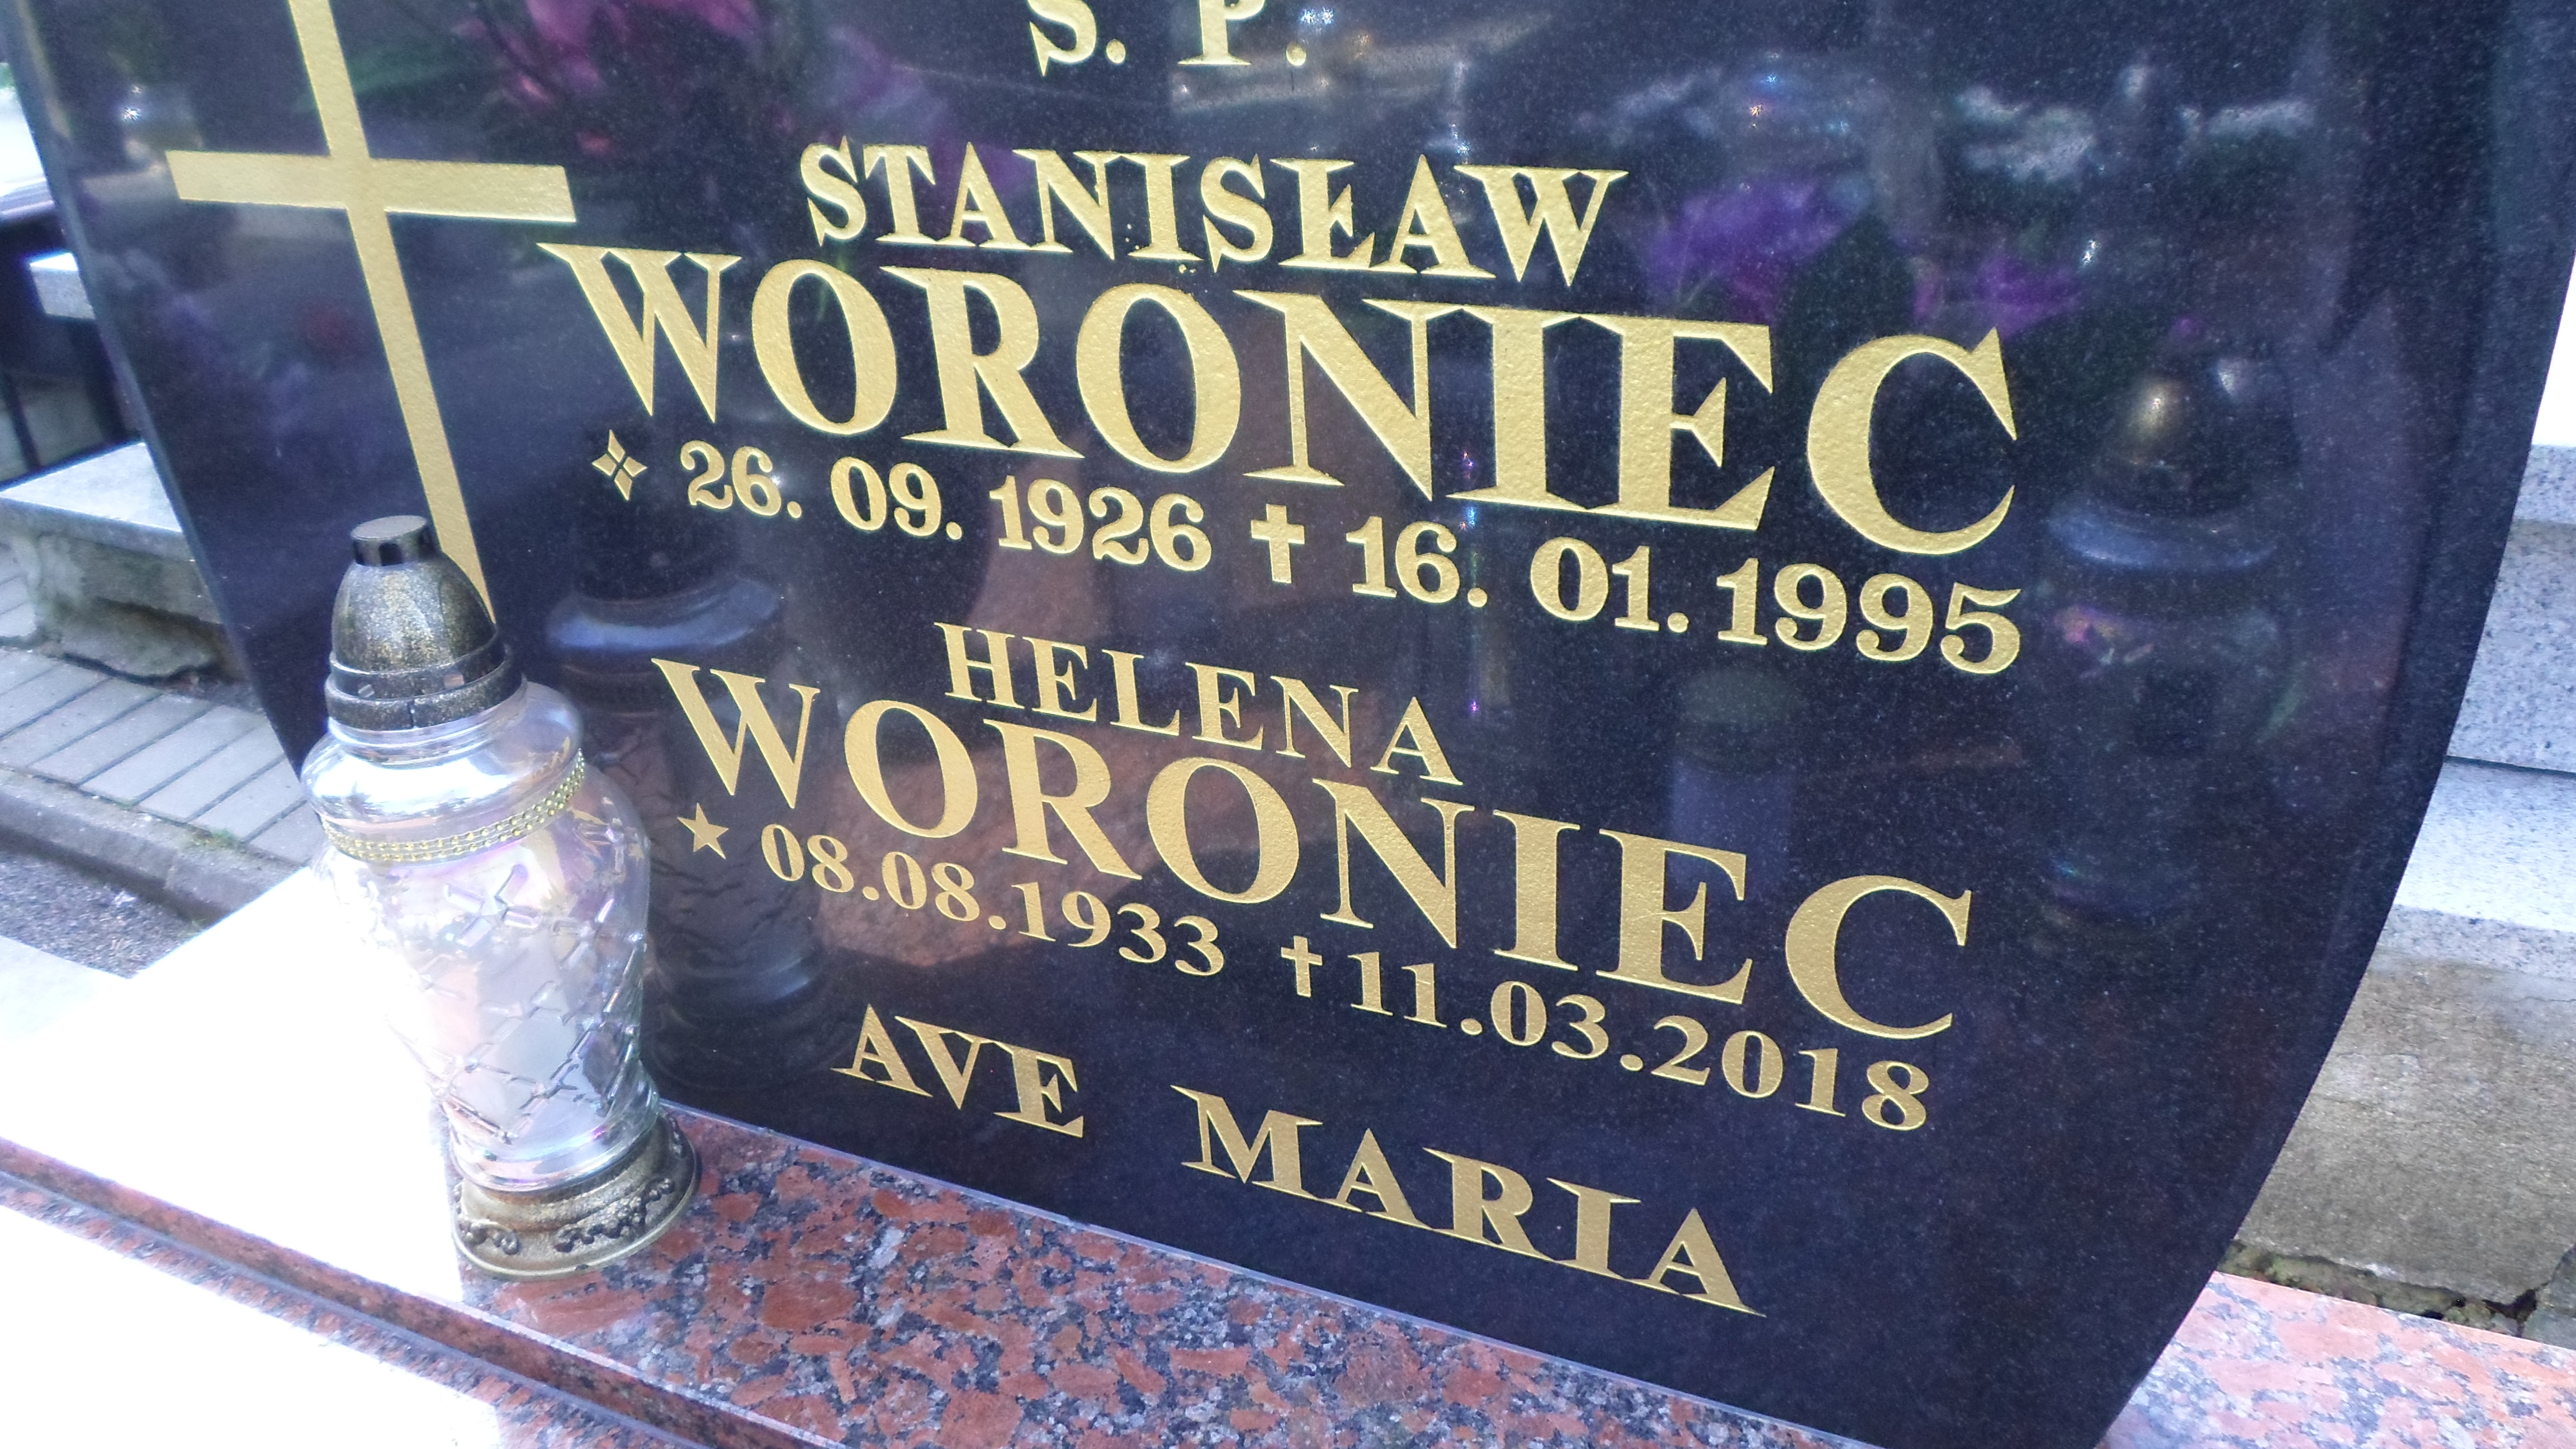 S. P.
STANISŁAW
WORONIEC
26. 09. 1926 ✝ 16. 01. 1995
HELENA
WORONIEC
★ 08.08.1933 ✝ 11.03.2018
AVE MARIA